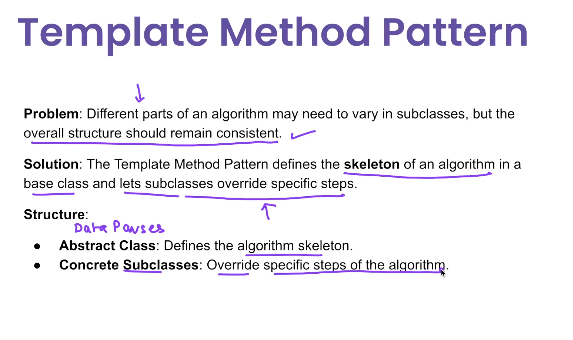 Template Method Pattern
Problem: Different parts of an algorithm may need to vary in subclasses, but the
overall structure should remain consistent.
Solution: The Template Method Pattern defines the skeleton of an algorithm in a
base class and lets subclasses override specific steps.
Structure:
Data Parses
● Abstract Class: Defines the algorithm skeleton.
● Concrete Subclasses: Override specific steps of the algorithm.